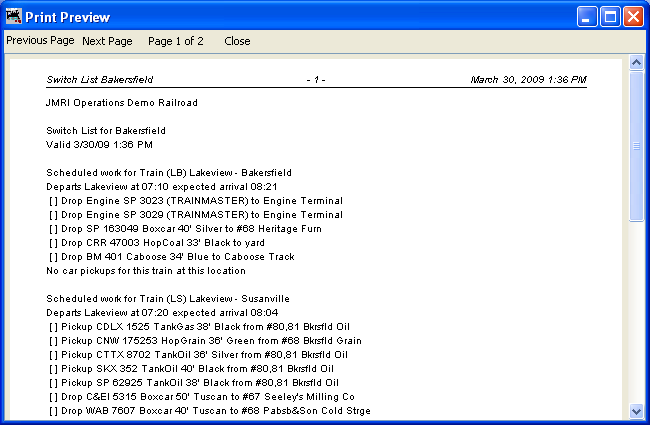 Print Preview
Previous Page Next Page Page 1 of 2 Close
Switch List Bakersfield - 1 - March 30, 2009 1:36 PM
JMRI Operations Demo Railroad
Switch List for Bakersfield
Valid 3/30/09 1:36 PM
Scheduled work for Train (LB) Lakeview - Bakersfield
Departs Lakeview at 07:10 expected arrival 08:21
[ ] Drop Engine SP 3023 (TRAINMASTER) to Engine Terminal
[ ] Drop Engine SP 3029 (TRAINMASTER) to Engine Terminal
[ ] Drop SP 163049 Boxcar 40' Silver to #68 Heritage Furn
[ ] Drop CRR 47003 HopCoal 33' Black to yard
[ ] Drop BM 401 Caboose 34' Blue to Caboose Track
No car pickups for this train at this location
Scheduled work for Train (LS) Lakeview - Susanville
Departs Lakeview at 07:20 expected arrival 08:04
[ ] Pickup CDLX 1525 TankGas 38' Black from #80,81 Bkrsfld Oil
[ ] Pickup CNW 175253 HopGrain 36' Green from #68 Bkrsfld Grain
[ ] Pickup CTTX 8702 TankOil 36' Silver from #80,81 Bkrsfld Oil
[ ] Pickup SKX 352 TankOil 40' Black from #80,81 Bkrsfld Oil
[ ] Pickup SP 62925 TankOil 38' Black from #80,81 Bkrsfld Oil
[ ] Drop C&EI 5315 Boxcar 50' Tuscan to #67 Seeley's Milling Co
[ ] Drop WAB 7607 Boxcar 40' Tuscan to #68 Pabsb&Son Cold Strge